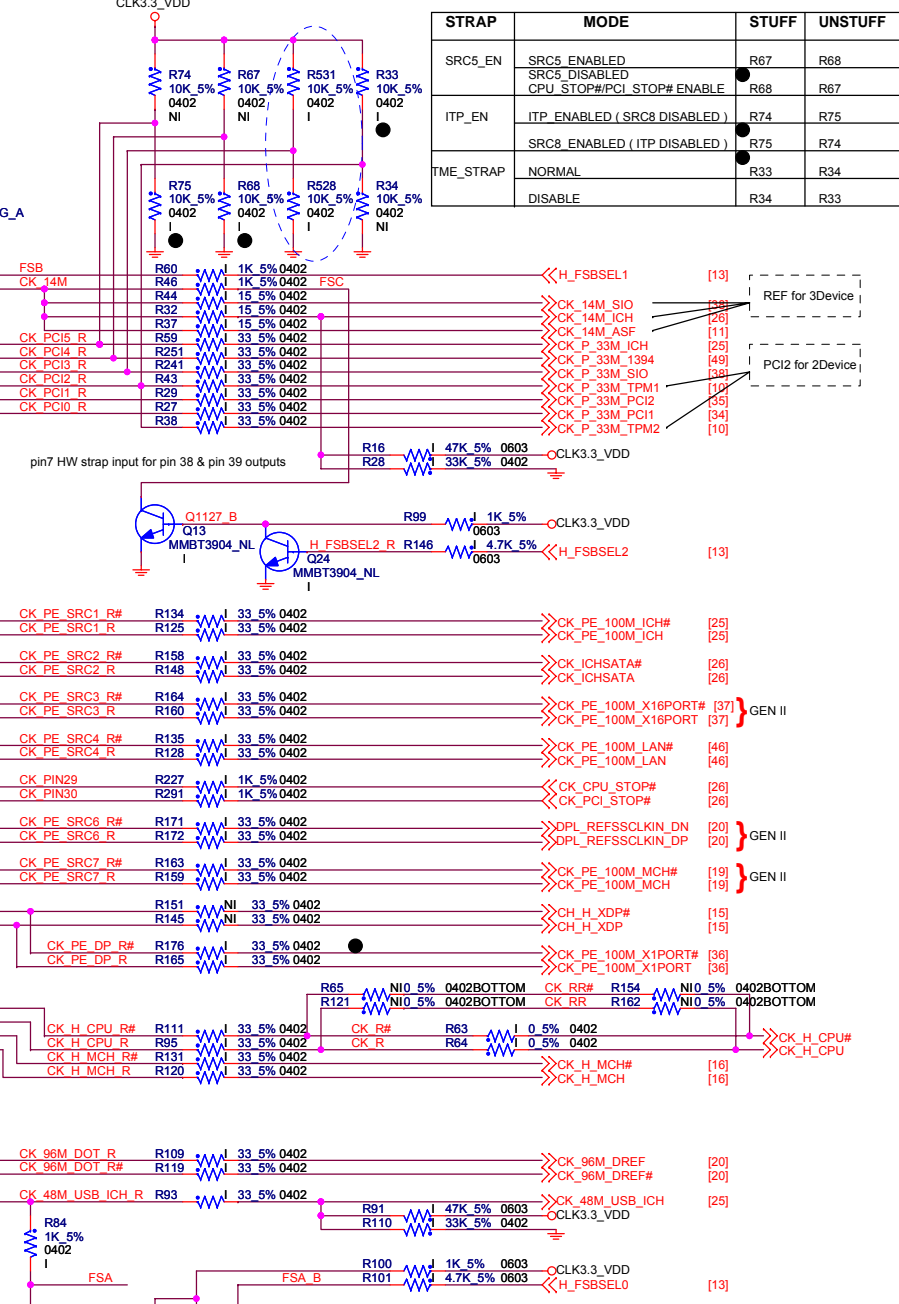 CLK3.3_VDD
R74
10K_5%
0402
NI
R67
10K_5%
0402
NI
R531
10K_5%
0402
I
R33
10K_5%
0402
I
R75
10K_5%
0402
I
R68
10K_5%
0402
I
R528
10K_5%
0402
I
R34
10K_5%
0402
NI
G_A
STRAP MODE STUFF UNSTUFF
SRC5_EN SRC5_ENABLED R67 R68
SRC5_DISABLED
CPU_STOP#/PCI_STOP# ENABLE R68 R67
ITP_EN ITP_ENABLED ( SRC8 DISABLED ) R74 R75
SRC8_ENABLED ( ITP DISABLED ) R75 R74
TME_STRAP NORMAL R33 R34
DISABLE R34 R33
FSB R60 I 1K_5% 0402 H_FSBSEL1 [13]
CK_14M R46 I 1K_5% 0402 FSC
R44 I 15_5% 0402 CK_14M_SIO [38]
R32 I 15_5% 0402 CK_14M_ICH [26]
R37 I 15_5% 0402 CK_14M_ASF [11]
REF for 3Device
CK_PCI5_R R59 I 33_5% 0402 CK_P_33M_ICH [25]
CK_PCI4_R R251 I 33_5% 0402 CK_P_33M_1394 [49]
CK_PCI3_R R241 I 33_5% 0402 CK_P_33M_SIO [38]
CK_PCI2_R R43 I 33_5% 0402 CK_P_33M_TPM1 [10]
CK_PCI1_R R29 I 33_5% 0402 CK_P_33M_PCI2 [35]
CK_PCI0_R R27 I 33_5% 0402 CK_P_33M_PCI1 [34]
R38 I 33_5% 0402 CK_P_33M_TPM2 [10]
PCI2 for 2Device
R16 I 47K_5% 0603 CLK3.3_VDD
R28 I 33K_5% 0402
pin7 HW strap input for pin 38 & pin 39 outputs
Q1127_B R99 I 1K_5% 0603 CLK3.3_VDD
Q13
MMBT3904_NL
I
H_FSBSEL2_R R146 I 4.7K_5% 0603 H_FSBSEL2 [13]
Q24
MMBT3904_NL
I
CK_PE_SRC1_R# R134 I 33_5% 0402 CK_PE_100M_ICH# [25]
CK_PE_SRC1_R R125 I 33_5% 0402 CK_PE_100M_ICH [25]
CK_PE_SRC2_R# R158 I 33_5% 0402 CK_ICHSATA# [26]
CK_PE_SRC2_R R148 I 33_5% 0402 CK_ICHSATA [26]
CK_PE_SRC3_R# R164 I 33_5% 0402 CK_PE_100M_X16PORT# [37]
CK_PE_SRC3_R R160 I 33_5% 0402 CK_PE_100M_X16PORT [37]
GEN II
CK_PE_SRC4_R# R135 I 33_5% 0402 CK_PE_100M_LAN# [46]
CK_PE_SRC4_R R128 I 33_5% 0402 CK_PE_100M_LAN [46]
CK_PIN29 R227 I 1K_5% 0402 CK_CPU_STOP# [26]
CK_PIN30 R291 I 1K_5% 0402 CK_PCI_STOP# [26]
CK_PE_SRC6_R# R171 I 33_5% 0402 DPL_REFSSCLKIN_DN [20]
CK_PE_SRC6_R R172 I 33_5% 0402 DPL_REFSSCLKIN_DP [20]
GEN II
CK_PE_SRC7_R# R163 I 33_5% 0402 CK_PE_100M_MCH# [19]
CK_PE_SRC7_R R159 I 33_5% 0402 CK_PE_100M_MCH [19]
GEN II
R151 NI 33_5% 0402 CH_H_XDP# [15]
R145 NI 33_5% 0402 CH_H_XDP [15]
CK_PE_DP_R# R176 I 33_5% 0402 CK_PE_100M_X1PORT# [36]
CK_PE_DP_R R165 I 33_5% 0402 CK_PE_100M_X1PORT [36]
R65 NI 0_5% 0402BOTTOM CK_RR# R154 NI 0_5% 0402BOTTOM
R121 NI 0_5% 0402BOTTOM CK_RR R162 NI 0_5% 0402BOTTOM
CK_H_CPU_R# R111 I 33_5% 0402 CK_R# R63 I 0_5% 0402 CK_H_CPU#
CK_H_CPU_R R95 I 33_5% 0402 CK_R R64 I 0_5% 0402 CK_H_CPU
CK_H_MCH_R# R131 I 33_5% 0402 CK_H_MCH# [16]
CK_H_MCH_R R120 I 33_5% 0402 CK_H_MCH [16]
CK_96M_DOT_R R109 I 33_5% 0402 CK_96M_DREF [20]
CK_96M_DOT_R# R119 I 33_5% 0402 CK_96M_DREF# [20]
CK_48M_USB_ICH_R R93 I 33_5% 0402 CK_48M_USB_ICH [25]
R91 I 47K_5% 0603 CLK3.3_VDD
R110 I 33K_5% 0402
R84
1K_5%
0402
I
FSA
R100 I 1K_5% 0603 CLK3.3_VDD
FSA_B R101 I 4.7K_5% 0603 H_FSBSEL0 [13]